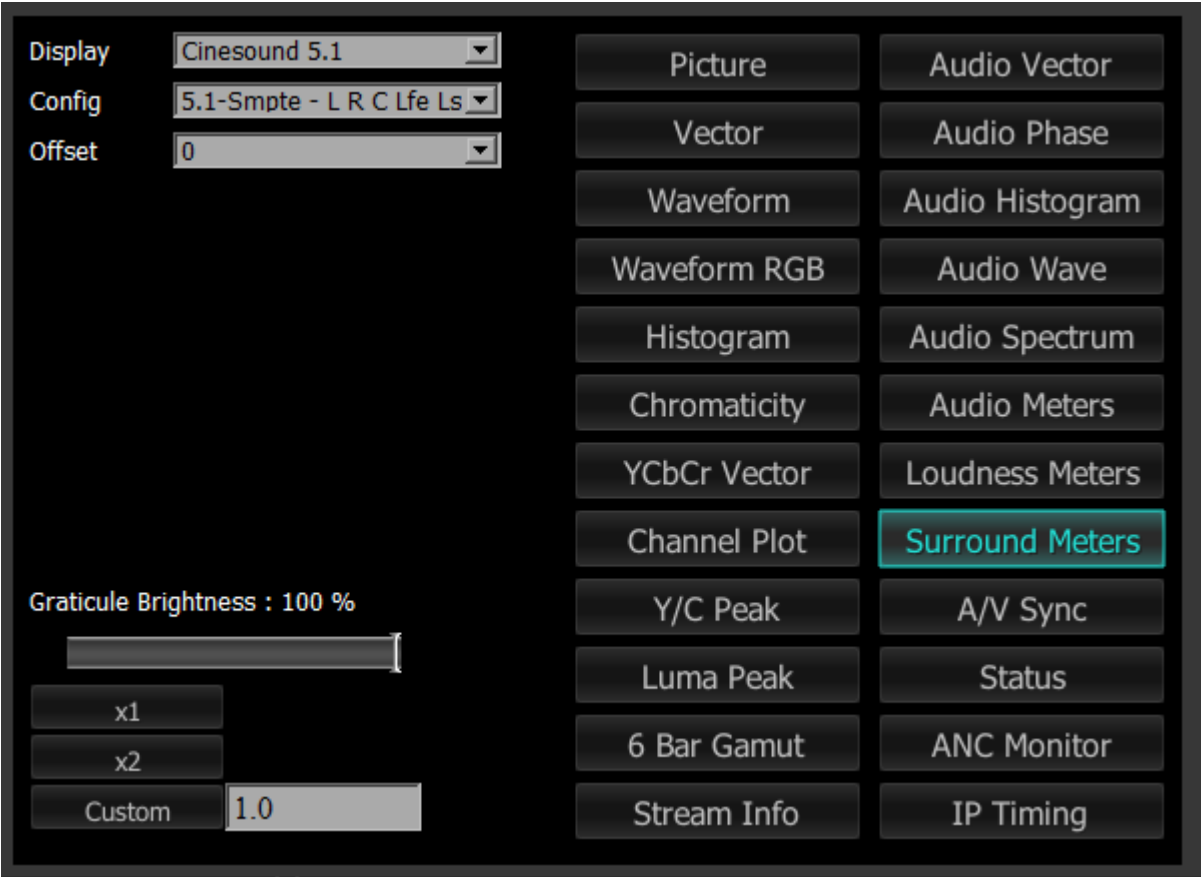 Display Cinesound 5.1
Config 5.1-Smpte - L R C Lfe Ls
Offset 0
Graticule Brightness : 100 %
x1
x2
Custom 1.0
Picture Audio Vector
Vector Audio Phase
Waveform Audio Histogram
Waveform RGB Audio Wave
Histogram Audio Spectrum
Chromaticity Audio Meters
YCbCr Vector Loudness Meters
Channel Plot Surround Meters
Y/C Peak A/V Sync
Luma Peak Status
6 Bar Gamut ANC Monitor
Stream Info IP Timing